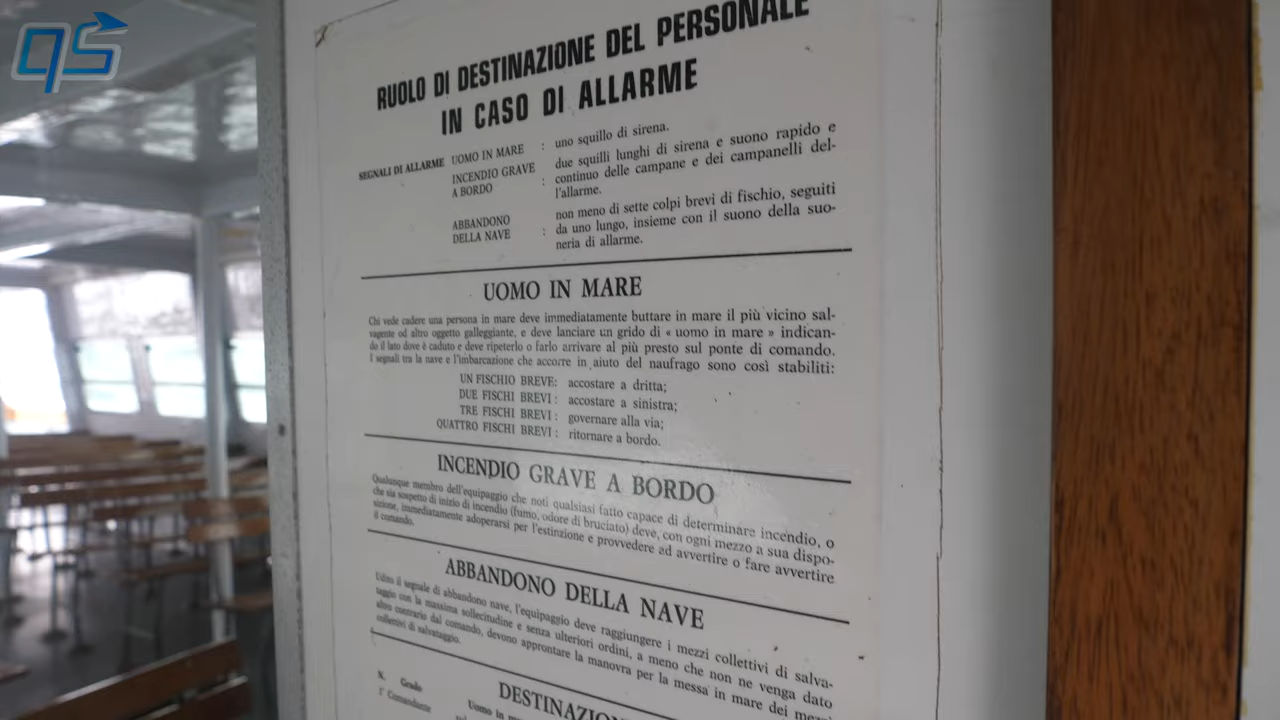 qs
RUOLO DI DESTINAZIONE DEL PERSONALE
IN CASO DI ALLARME
SEGNALI DI ALLARME UOMO IN MARE : uno squillo di sirena.
INCENDIO GRAVE A BORDO : due squilli lunghi di sirena e suono rapido e
continuo delle campane e dei campanelli del-
l'allarme.
ABBANDONO DELLA NAVE : non meno di sette colpi brevi di fischio, seguiti
da uno lungo, insieme con il suono della suo-
neria di allarme.
UOMO IN MARE
Chi vede cadere una persona in mare deve immediatamente buttare in mare il più vicino sal-
vagente od altro oggetto galleggiante, e deve lanciare un grido di « uomo in mare » indican-
do il lato dove è caduto e deve ripeterlo o farlo arrivare al più presto sul ponte di comando.
I segnali tra la nave e l'imbarcazione che accorre in aiuto del naufrago sono così stabiliti:
UN FISCHIO BREVE: accostare a dritta;
DUE FISCHI BREVI : accostare a sinistra;
TRE FISCHI BREVI : governare alla via;
QUATTRO FISCHI BREVI : ritornare a bordo.
INCENDIO GRAVE A BORDO
Qualunque membro dell'equipaggio che noti qualsiasi fatto capace di determinare incendio, o
che sia sospetto di inizio di incendio (fumo, odore di bruciato) deve, con ogni mezzo a sua dispo-
sizione, immediatamente adoperarsi per l'estinzione e provvedere ad avvertire o fare avvertire
il comando.
ABBANDONO DELLA NAVE
Udito il segnale di abbandono nave, l'equipaggio deve raggiungere i mezzi collettivi di salva-
taggio con la massima sollecitudine e senza ulteriori ordini, a meno che non ne venga dato
altro contrario dal comando, devono approntare la manovra per la messa in mare dei mezzi
collettivi di salvataggio.
DESTINAZIO
N. Grado
1° Comandante
Uomo in